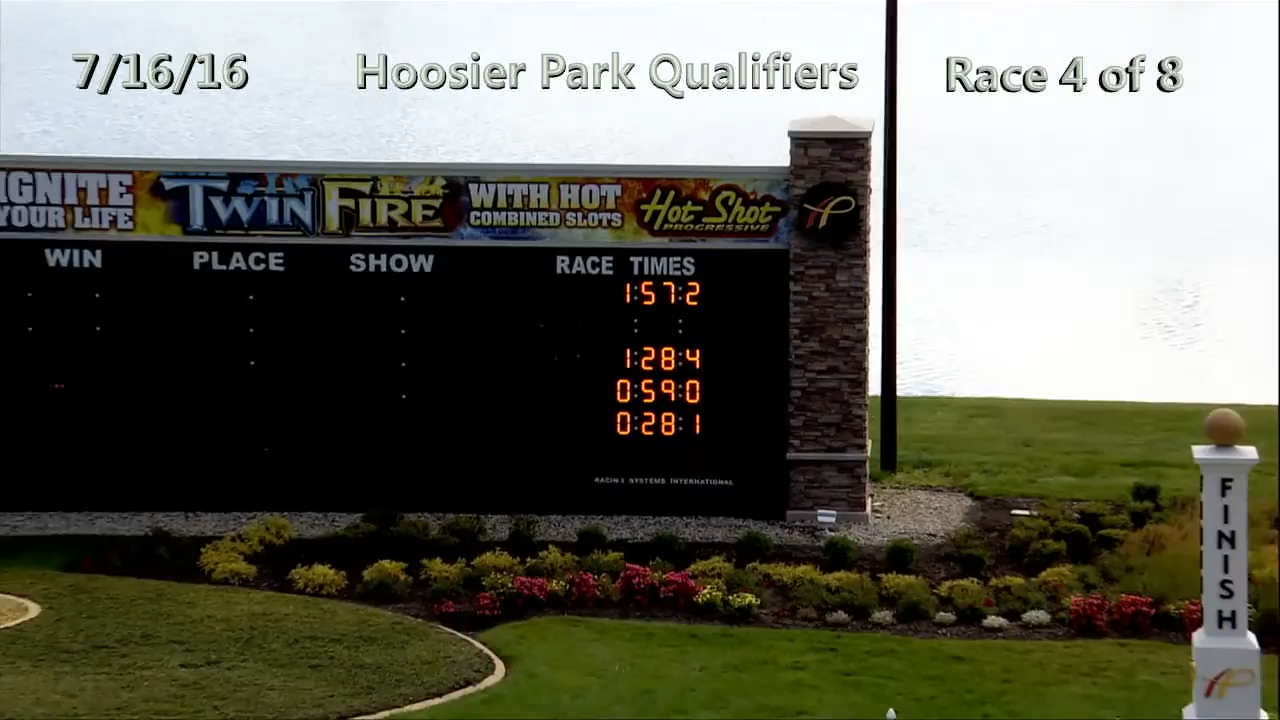 7/16/16 Hoosier Park Qualifiers Race 4 of 8
IGNITE YOUR LIFE TWIN FIRE WITH HOT COMBINED SLOTS Hot Shot PROGRESSIVE
WIN PLACE SHOW RACE TIMES
1:57:2
1:28:4
0:59:0
0:28:1
SYSTEMS INTERNATIONAL
FINISH